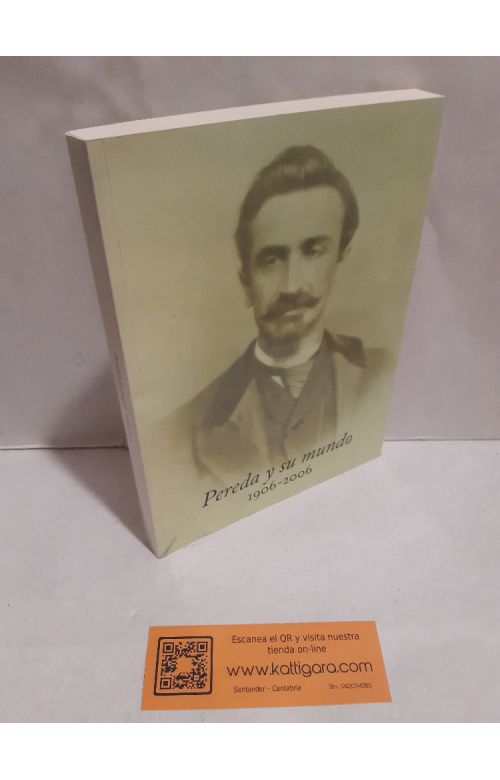 Pereda y su mundo
1906-2006
Escanea el QR y visita nuestra
tienda on-line
www.kattigara.com
Santander - Cantabria